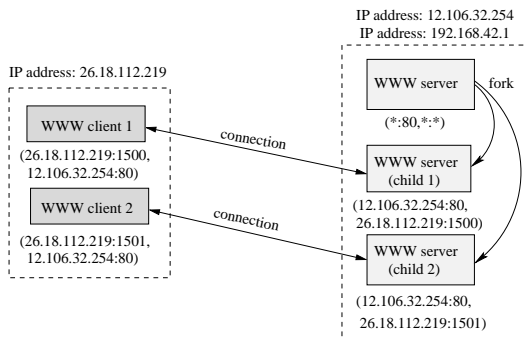 IP address: 12.106.32.254
IP address: 192.168.42.1
IP address: 26.18.112.219
WWW server
fork
(*:80,*:*)
WWW client 1
connection
(26.18.112.219:1500,
12.106.32.254:80)
WWW server
(child 1)
(12.106.32.254:80,
26.18.112.219:1500)
WWW client 2
connection
(26.18.112.219:1501,
12.106.32.254:80)
WWW server
(child 2)
(12.106.32.254:80,
26.18.112.219:1501)